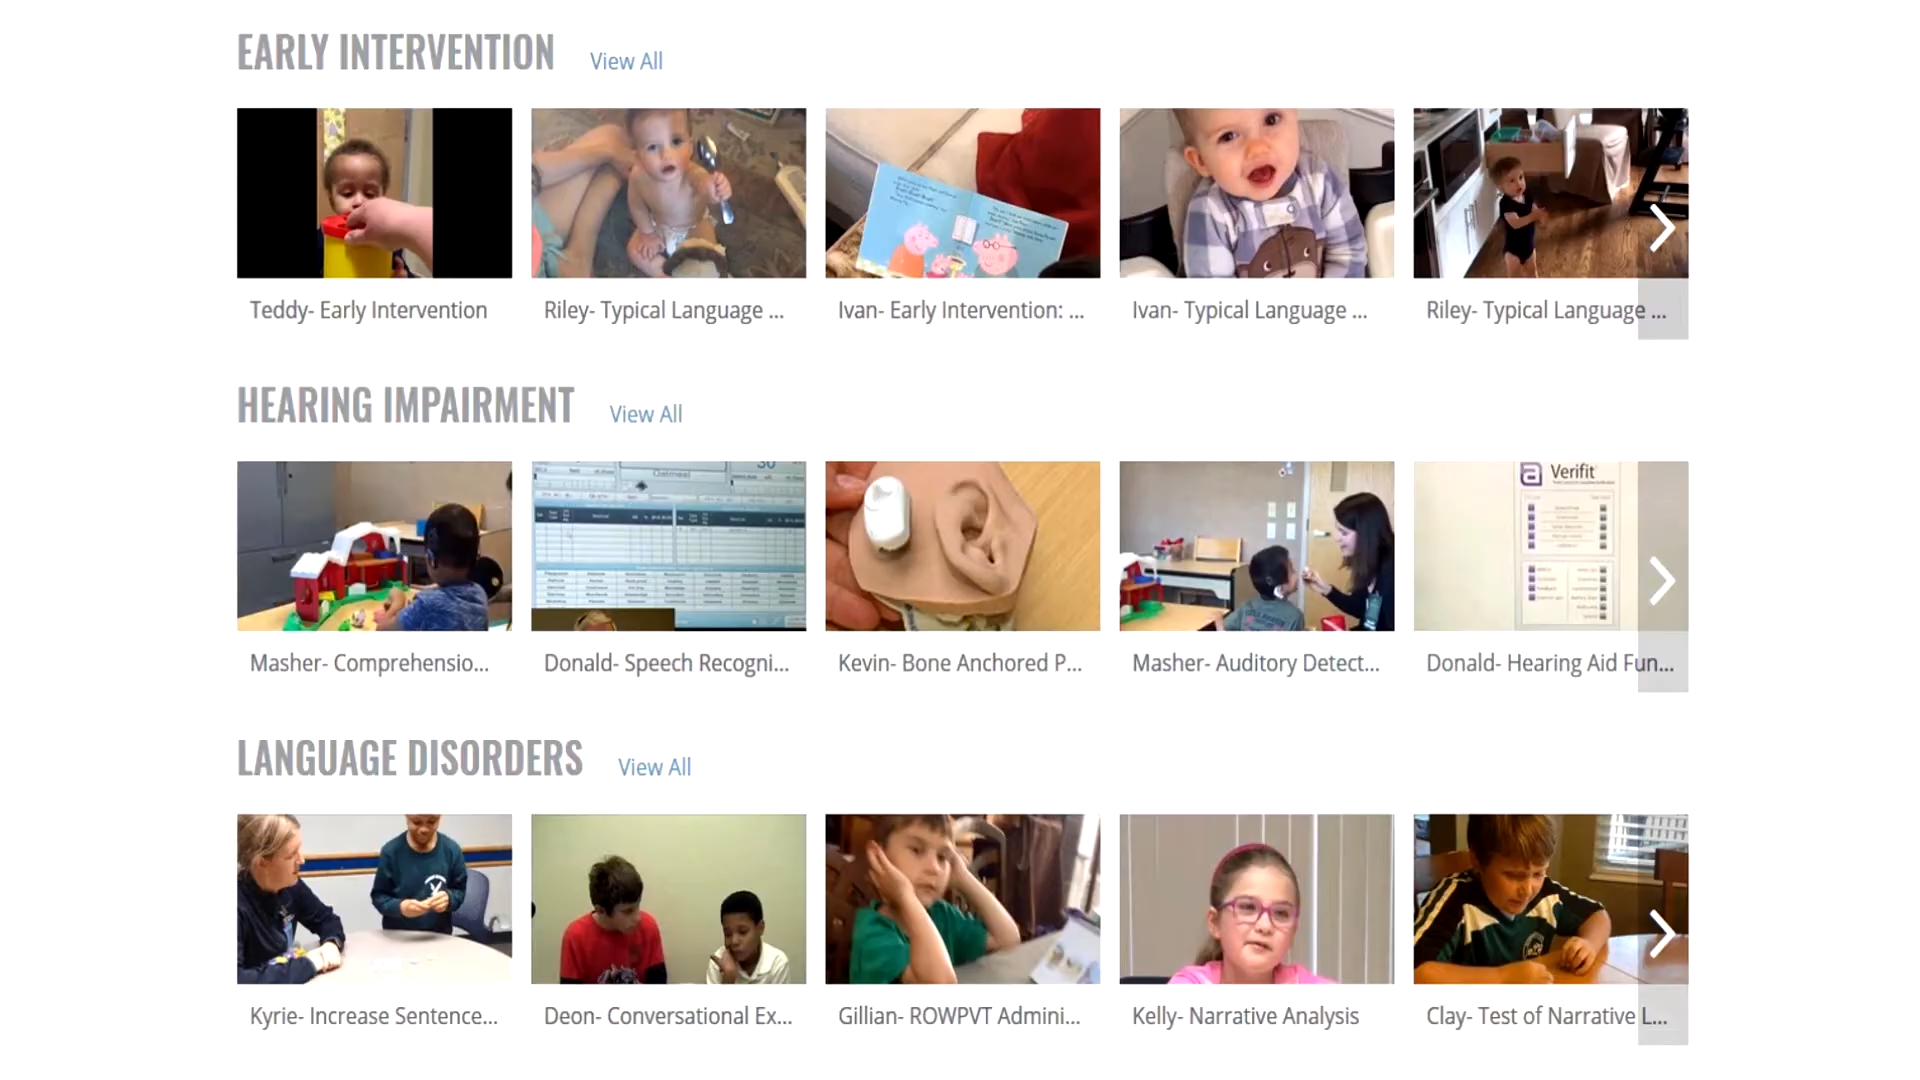 EARLY INTERVENTION View All
Teddy- Early Intervention
Riley- Typical Language ...
Ivan- Early Intervention: ...
Ivan- Typical Language ...
Riley- Typical Language ...
HEARING IMPAIRMENT View All
30
Oatmeal
Verifit
Masher- Comprehensio...
Donald- Speech Recogni...
Kevin- Bone Anchored P...
Masher- Auditory Detect...
Donald- Hearing Aid Fun...
LANGUAGE DISORDERS View All
Kyrie- Increase Sentence...
Deon- Conversational Ex...
Gillian- ROWPVT Admini...
Kelly- Narrative Analysis
Clay- Test of Narrative L...